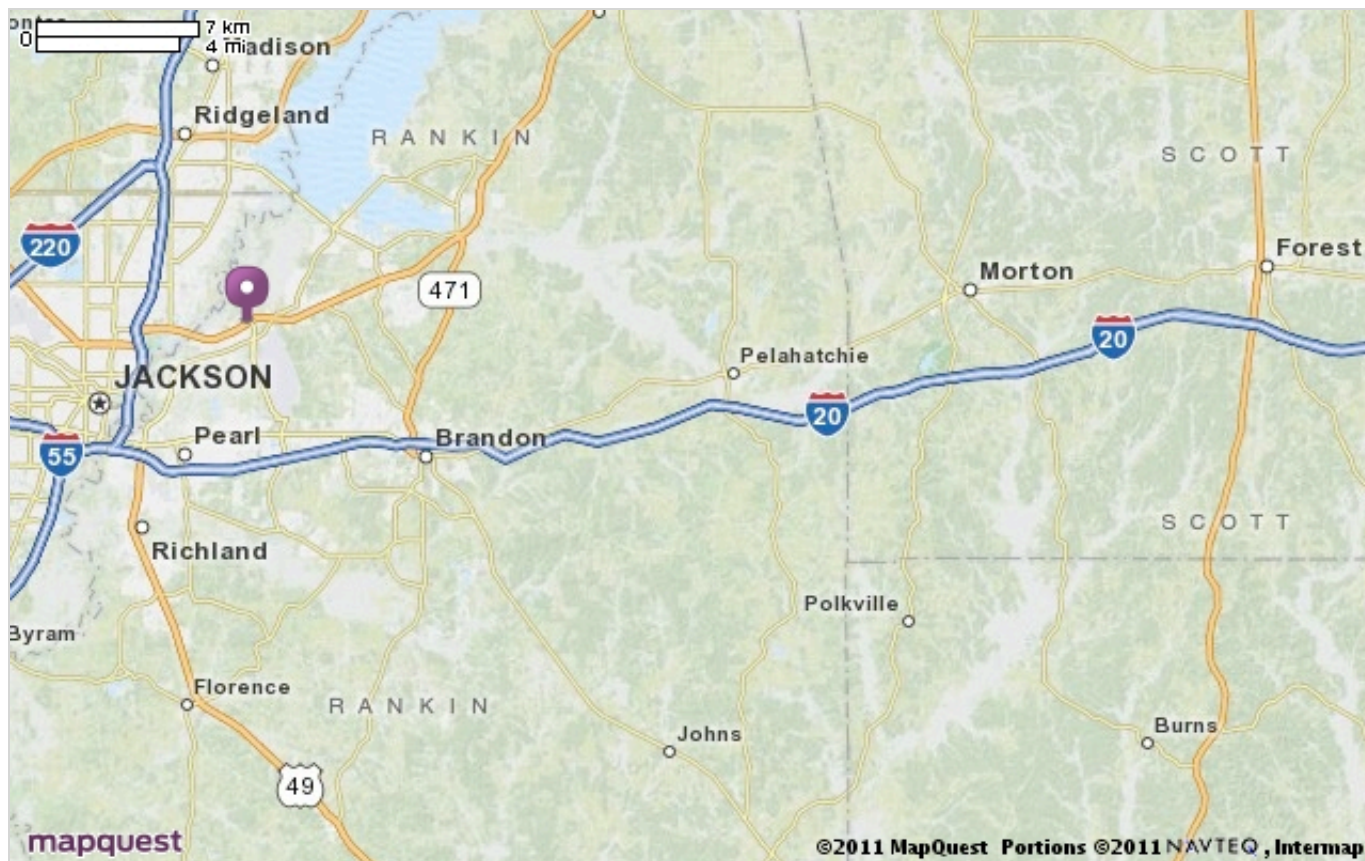 7 km
0
4 mi
Madison
Ridgeland
RANKIN
SCOTT
220
Forest
471
Morton
20
Pelahatchie
JACKSON
20
Pearl
Brandon
55
SCOTT
Richland
Polkville
Byram
Florence
RANKIN
Johns
Burns
49
mapquest
©2011 MapQuest Portions ©2011 NAVTEQ, Intermap